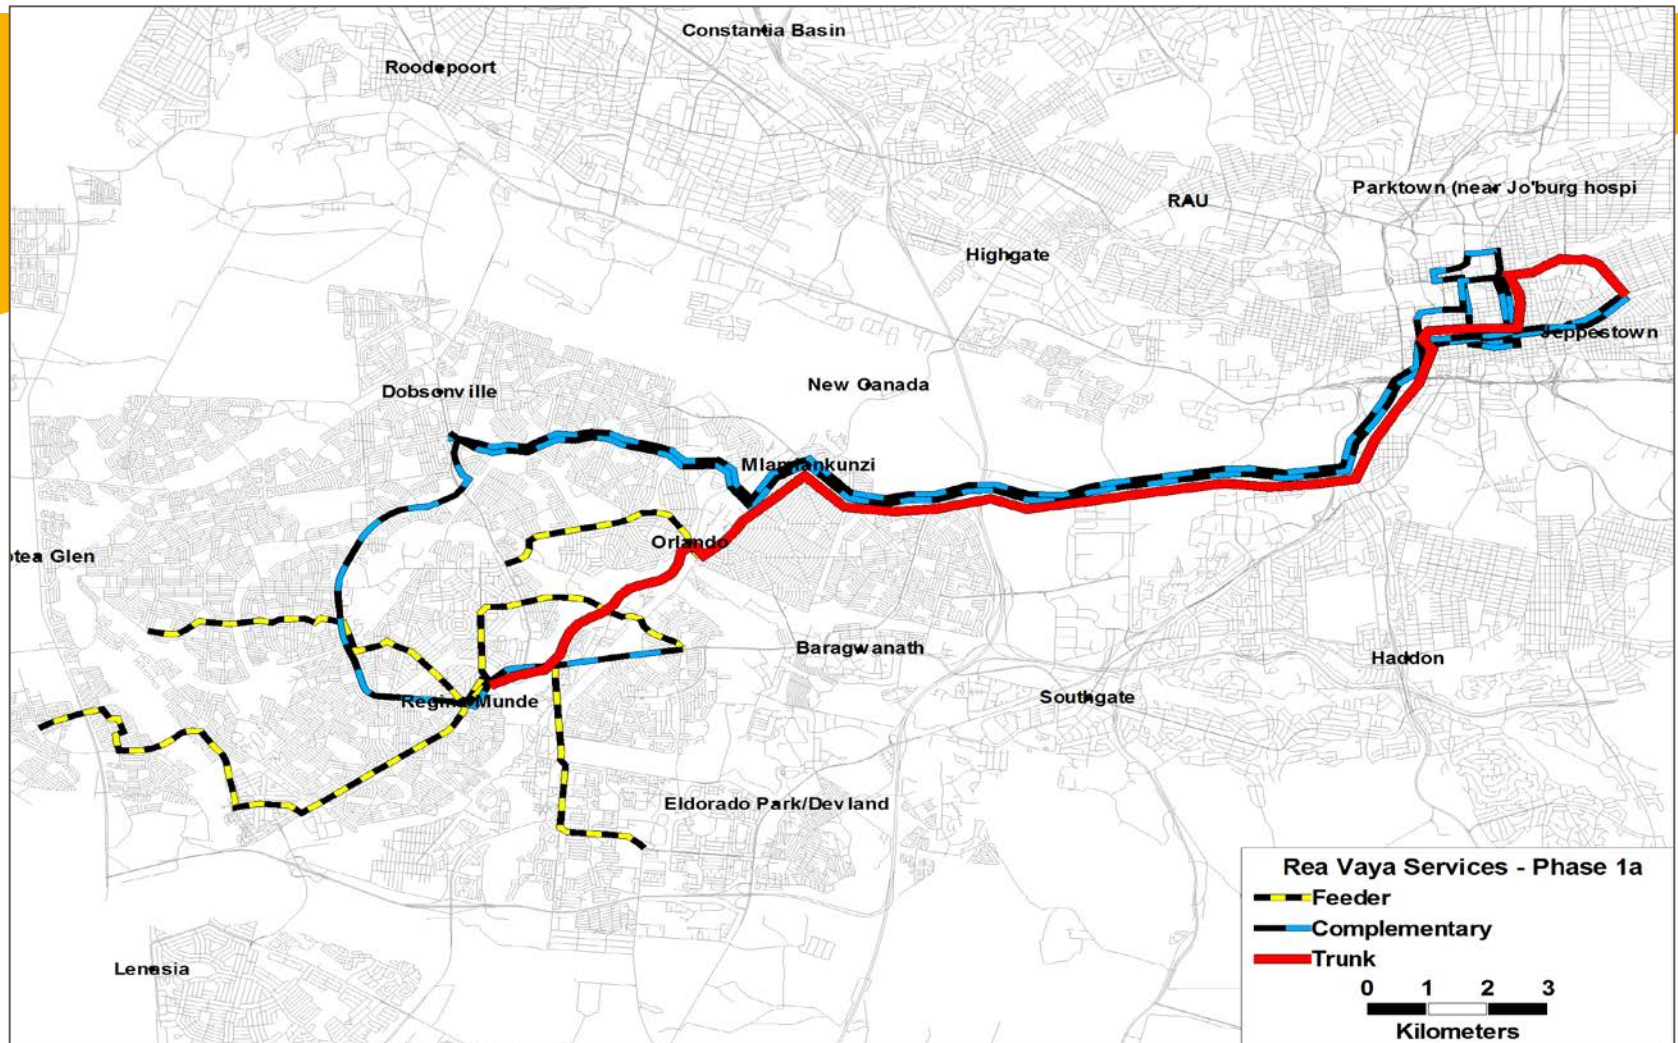 Constantia Basin
Roodepoort
Parktown (near Jo'burg hospi
RAU
Highgate
Jeppestown
New Canada
Dobsonville
Mlamlankunzi
Orlando
otea Glen
Baragwanath
Haddon
Southgate
Regina Munde
Eldorado Park/Devland
Lenasia
Rea Vaya Services - Phase 1a
Feeder
Complementary
Trunk
0 1 2 3
Kilometers